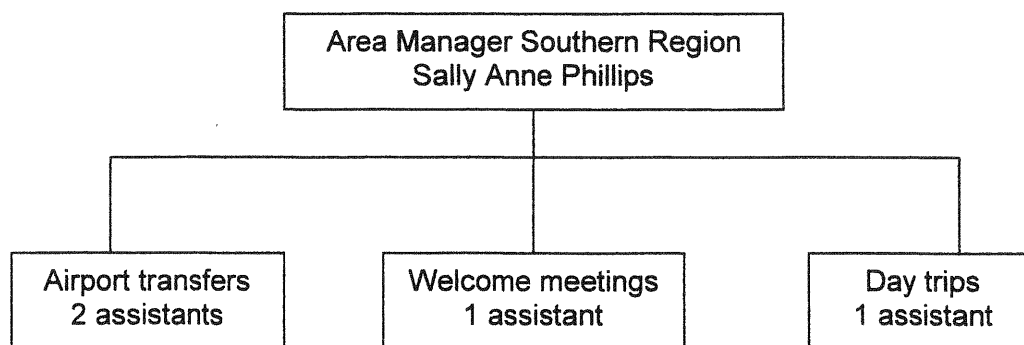 Area Manager Southern Region
Sally Anne Phillips
Airport transfers
2 assistants
Welcome meetings
1 assistant
Day trips
1 assistant